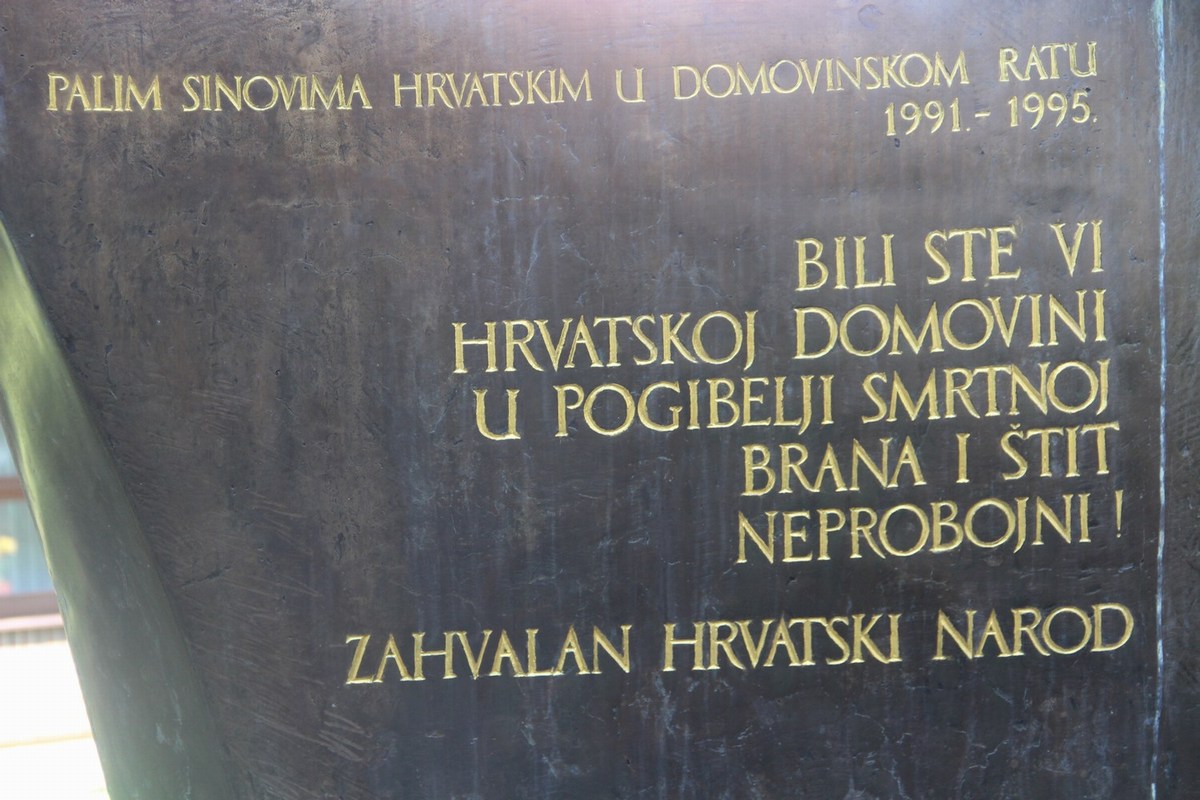 PALIM SINOVIMA HRVATSKIM U DOMOVINSKOM RATU
1991.- 1995.
BILI STE VI
HRVATSKOJ DOMOVINI
U POGIBELJI SMRTNOJ
BRANA I ŠTIT
NEPROBOJNI!
ZAHVALAN HRVATSKI NAROD